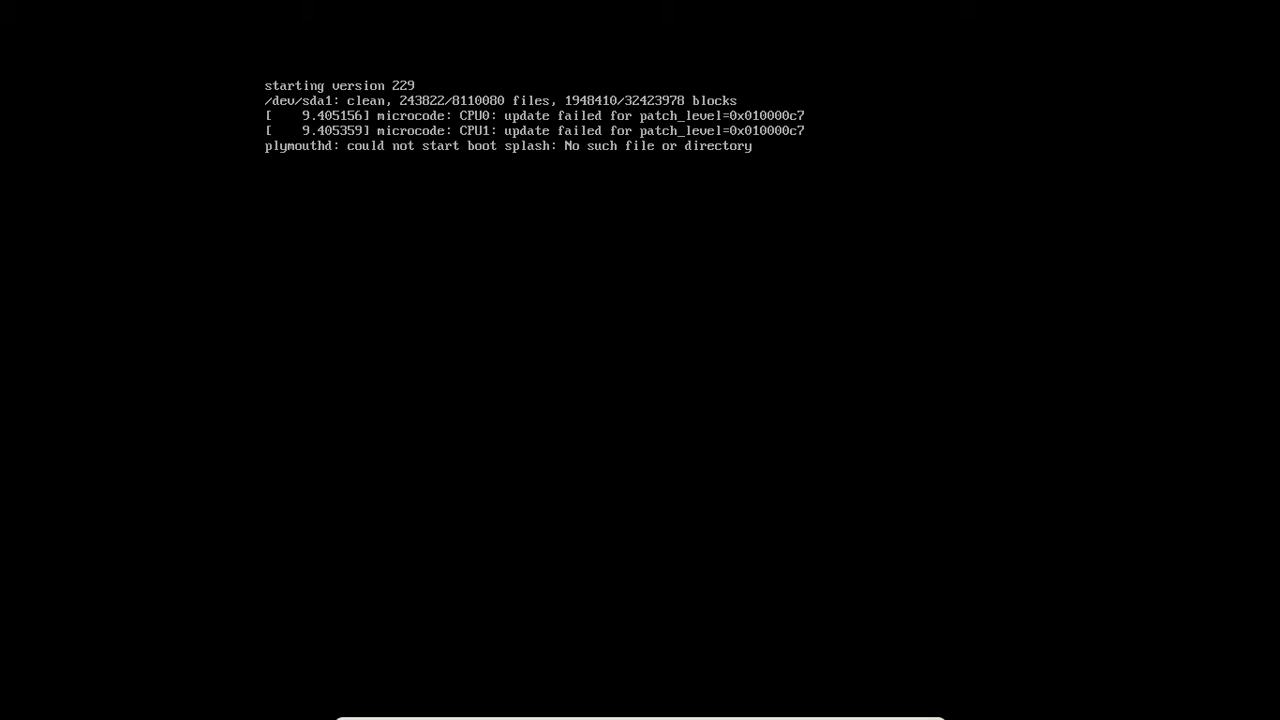 starting version 229
/dev/sda1: clean, 243822/8110080 files, 1948410/32423978 blocks
[    9.405156] microcode: CPU0: update failed for patch_level=0x010000c7
[    9.405359] microcode: CPU1: update failed for patch_level=0x010000c7
plymouthd: could not start boot splash: No such file or directory